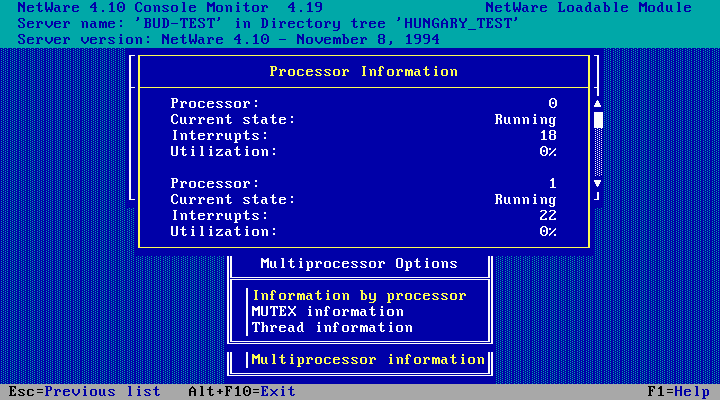 NetWare 4.10 Console Monitor 4.19 NetWare Loadable Module
Server name: 'BUD-TEST' in Directory tree 'HUNGARY_TEST'
Server version: NetWare 4.10 - November 8, 1994
Processor Information
Processor: 0
Current state: Running
Interrupts: 18
Utilization: 0%
Processor: 1
Current state: Running
Interrupts: 22
Utilization: 0%
Multiprocessor Options
Information by processor
MUTEX information
Thread information
Multiprocessor information
Esc=Previous list Alt+F10=Exit F1=Help